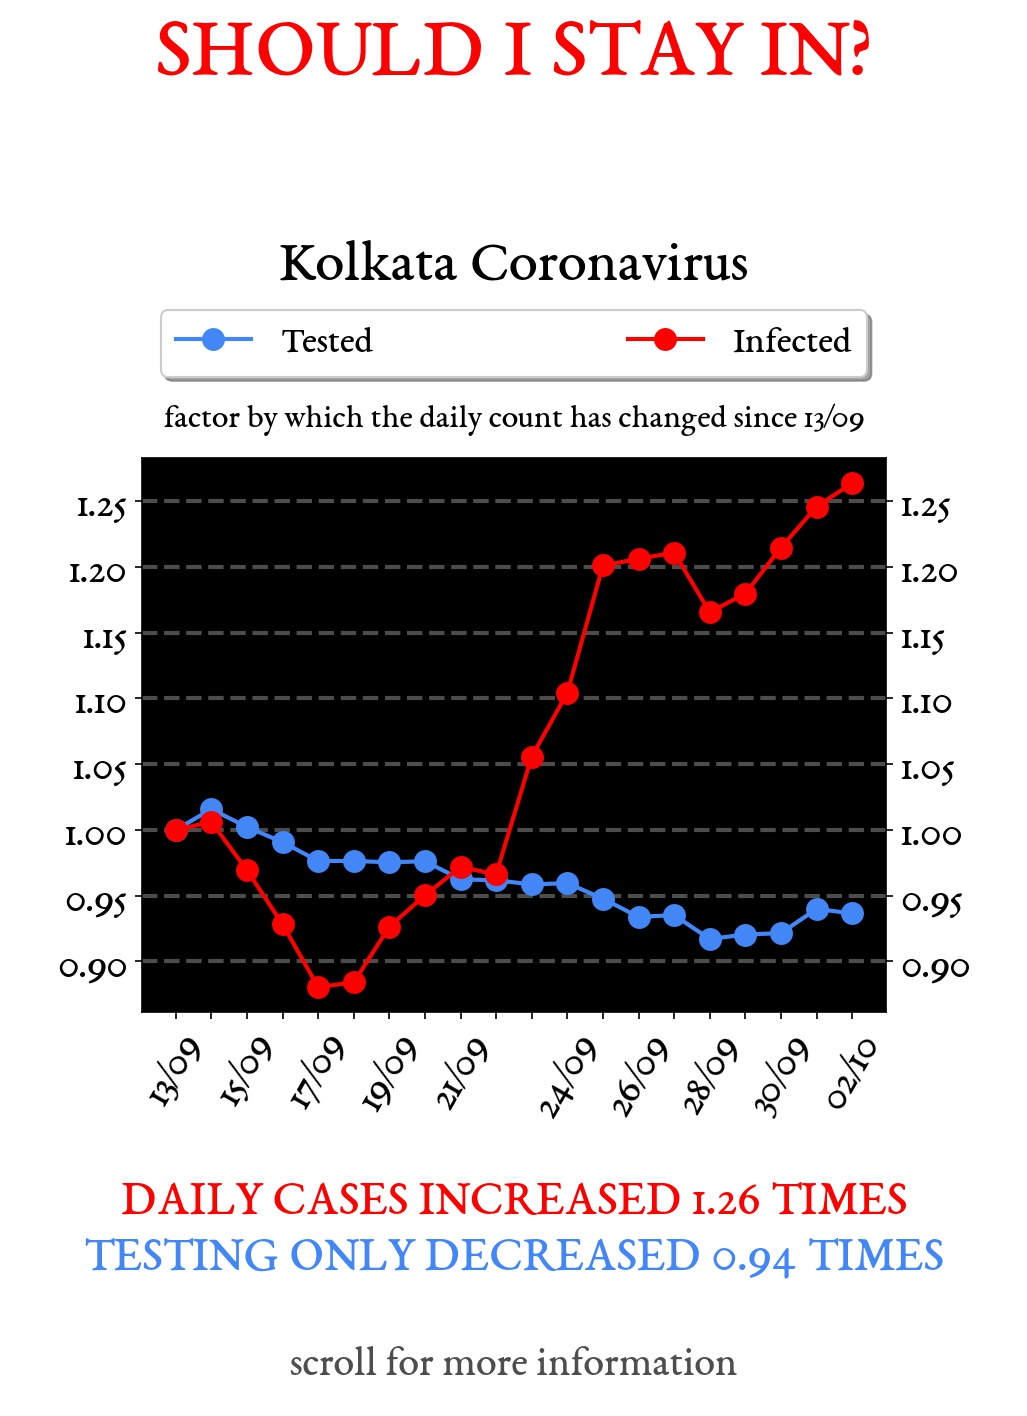 SHOULD I STAY IN?
Kolkata Coronavirus
Tested Infected
factor by which the daily count has changed since 13/09
1.25 1.25
1.20 1.20
1.15 1.15
1.10 1.10
1.05 1.05
1.00 1.00
0.95 0.95
0.90 0.90
13/09 15/09 17/09 19/09 21/09 24/09 26/09 28/09 30/09 02/10
DAILY CASES INCREASED 1.26 TIMES
TESTING ONLY DECREASED 0.94 TIMES
scroll for more information